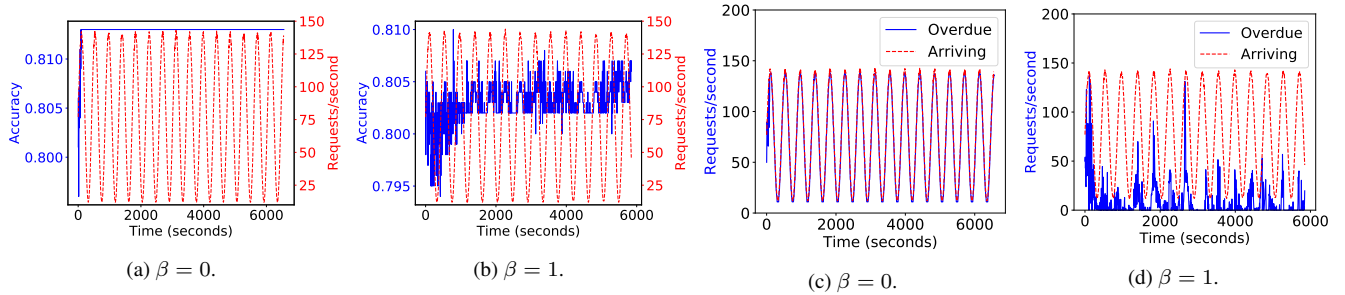 0.810
0.805
0.800
Accuracy
150
125
100
75
50
25
Requests/second
0
2000
4000
6000
Time (seconds)
(a) β = 0.
0.810
0.805
0.800
0.795
Accuracy
150
125
100
75
50
25
Requests/second
0
2000
4000
6000
Time (seconds)
(b) β = 1.
200
150
100
50
0
Requests/second
Overdue
Arriving
0
2000
4000
6000
Time (seconds)
(c) β = 0.
200
150
100
50
0
Requests/second
Overdue
Arriving
0
2000
4000
6000
Time (seconds)
(d) β = 1.